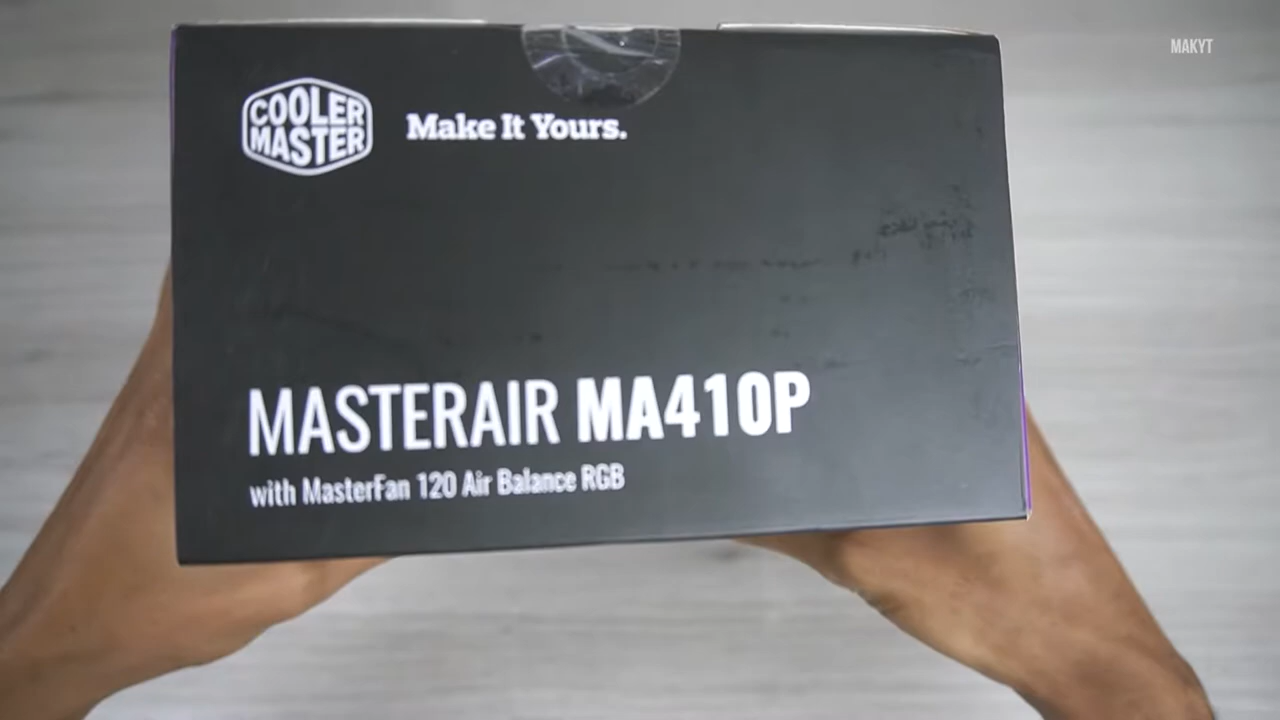 MAKYT
COOLER
MASTER
Make It Yours.
MASTERAIR MA410P
with MasterFan 120 Air Balance RGB